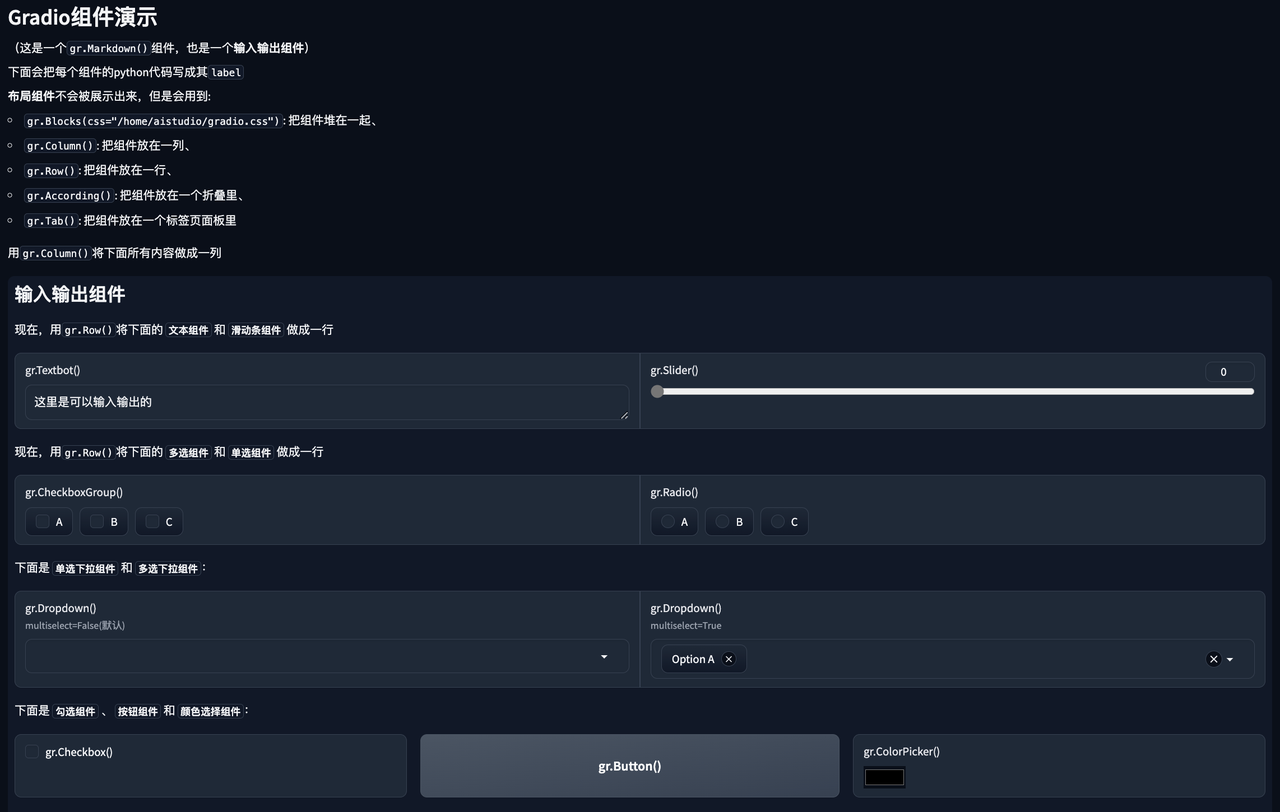 Gradio组件演示
（这是一个 gr.Markdown() 组件，也是一个输入输出组件）
下面会把每个组件的python代码写成其 label
布局组件不会被展示出来，但是会用到:
gr.Blocks(css="/home/aistudio/gradio.css") : 把组件堆在一起、
gr.Column() : 把组件放在一列、
gr.Row() : 把组件放在一行、
gr.According() : 把组件放在一个折叠里、
gr.Tab() : 把组件放在一个标签页面板里
用 gr.Column() 将下面所有内容做成一列
输入输出组件
现在，用 gr.Row() 将下面的 文本组件 和 滑动条组件 做成一行
gr.Textbot()
这里是可以输入输出的
gr.Slider()
0
现在，用 gr.Row() 将下面的 多选组件 和 单选组件 做成一行
gr.CheckboxGroup()
A B C
gr.Radio()
A B C
下面是 单选下拉组件 和 多选下拉组件 :
gr.Dropdown()
multiselect=False(默认)
gr.Dropdown()
multiselect=True
Option A
下面是 勾选组件 、 按钮组件 和 颜色选择组件 :
gr.Checkbox()
gr.Button()
gr.ColorPicker()